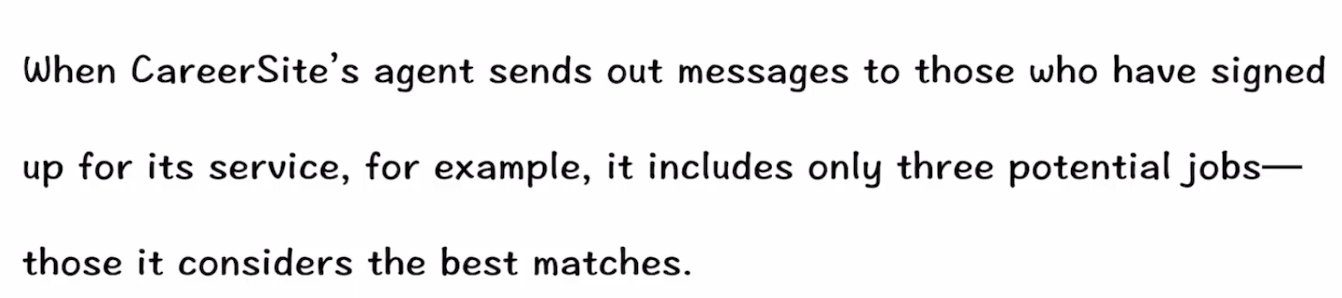 When CareerSite's agent sends out messages to those who have signed
up for its service, for example, it includes only three potential jobs—
those it considers the best matches.